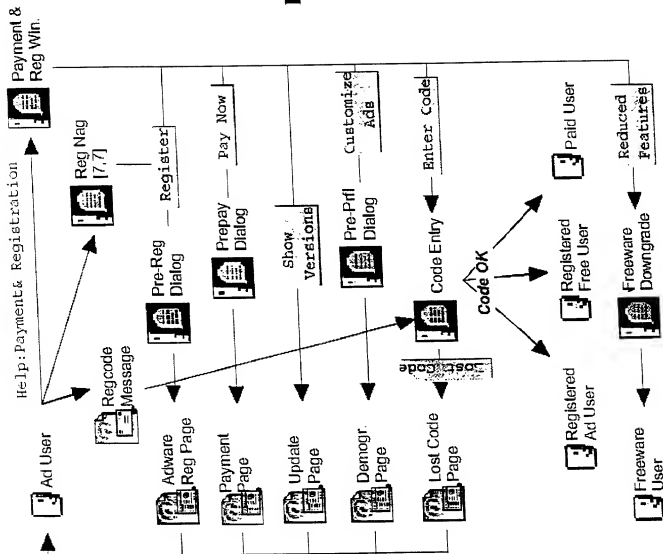 Payment &
Reg Win.
Help:Payment& Registration
Ad User
Reg Nag
[7,7]
Register
Regcode
Message
Pre-Reg
Dialog
Adware
Reg Page
Pay Now
Prepay
Dialog
Payment
Page
Show
Versions
Update
Page
Customize
Ads
Pre-Prfl
Dialog
Demogr.
Page
Enter Code
Code Entry
Lost Code
Lost Code
Page
Code OK
Paid User
Registered
Free User
Registered
Ad User
Reduced
Features
Freeware
Downgrade
Freeware
User